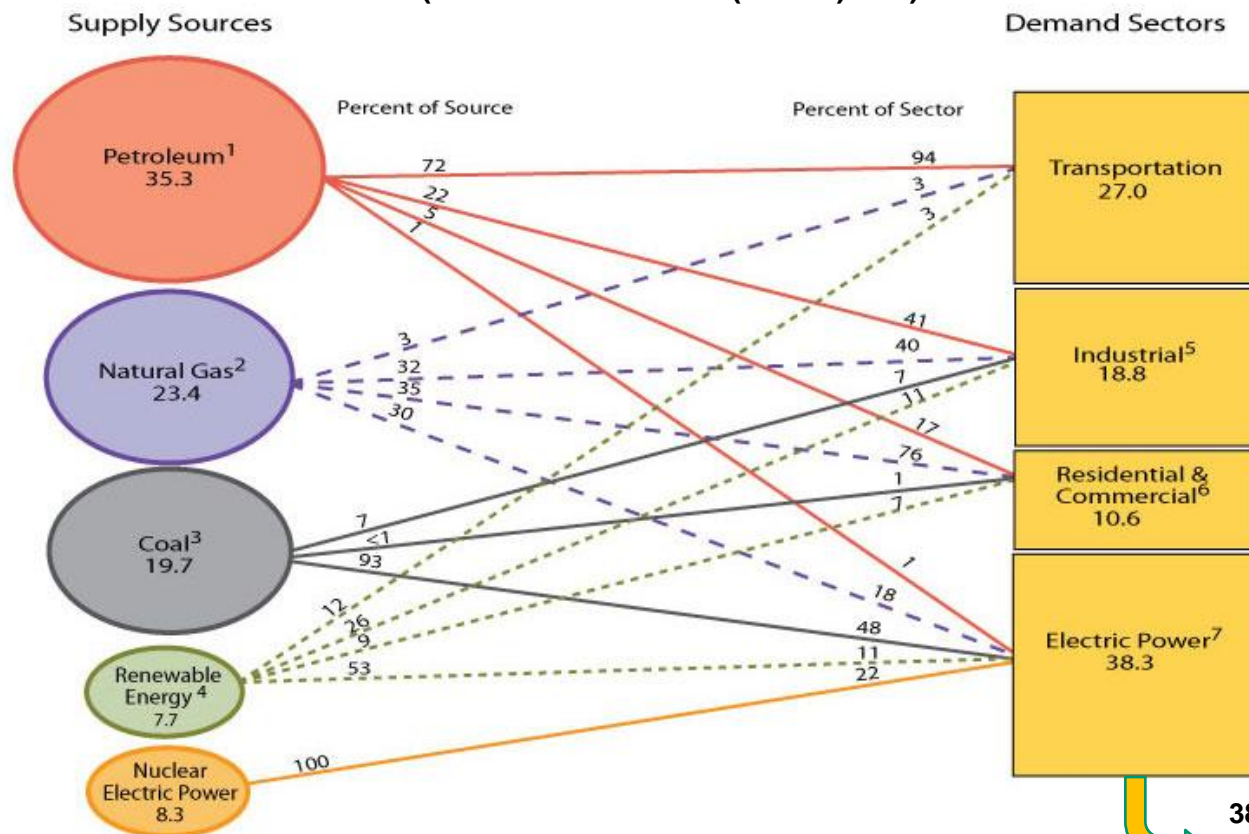 Supply Sources
Demand Sectors
Percent of Source
Percent of Sector
Petroleum¹
35.3
Natural Gas²
23.4
Coal³
19.7
Renewable
Energy ⁴
7.7
Nuclear
Electric Power
8.3
72
22
5
1
3
32
35
30
7
<1
93
12
26
9
53
100
94
3
3
41
40
7
11
17
76
1
7
1
18
48
11
22
Transportation
27.0
Industrial⁵
18.8
Residential &
Commercial⁶
10.6
Electric Power⁷
38.3
38